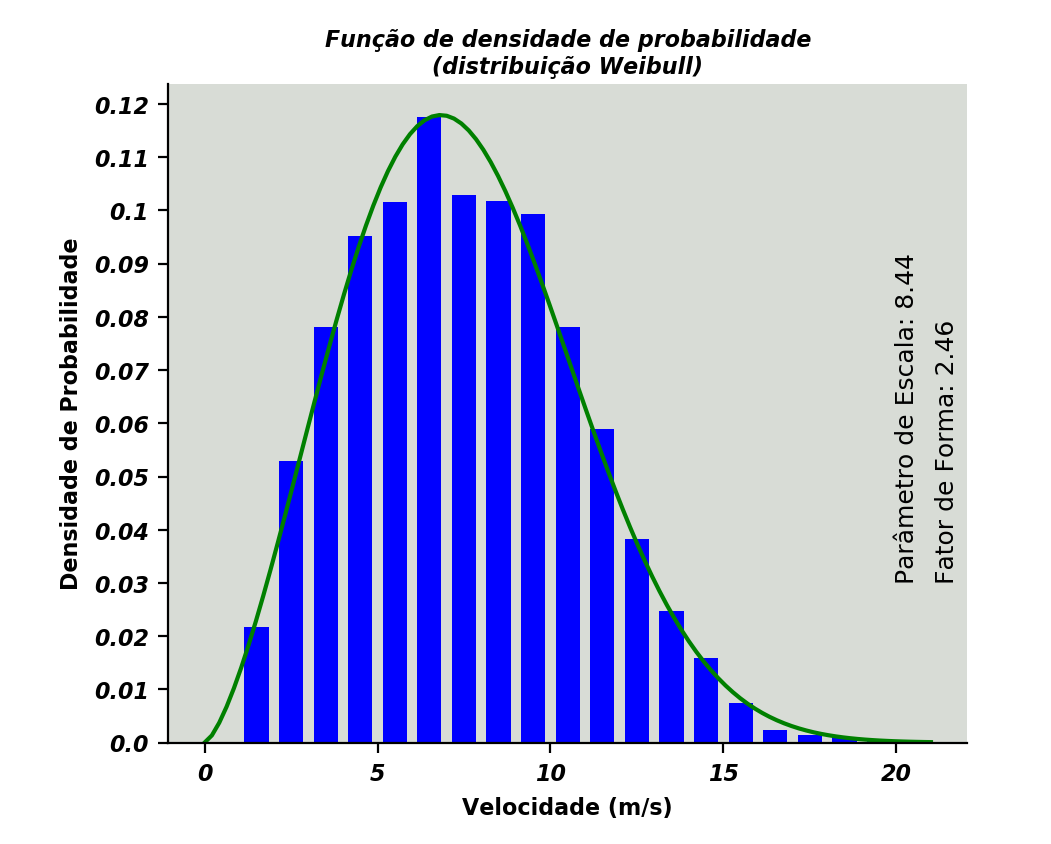 Função de densidade de probabilidade
(distribuição Weibull)
0.12
0.11
0.1
0.09
0.08
0.07
0.06
0.05
0.04
0.03
0.02
0.01
0.0
Densidade de Probabilidade
Parâmetro de Escala: 8.44
Fator de Forma: 2.46
0 5 10 15 20
Velocidade (m/s)